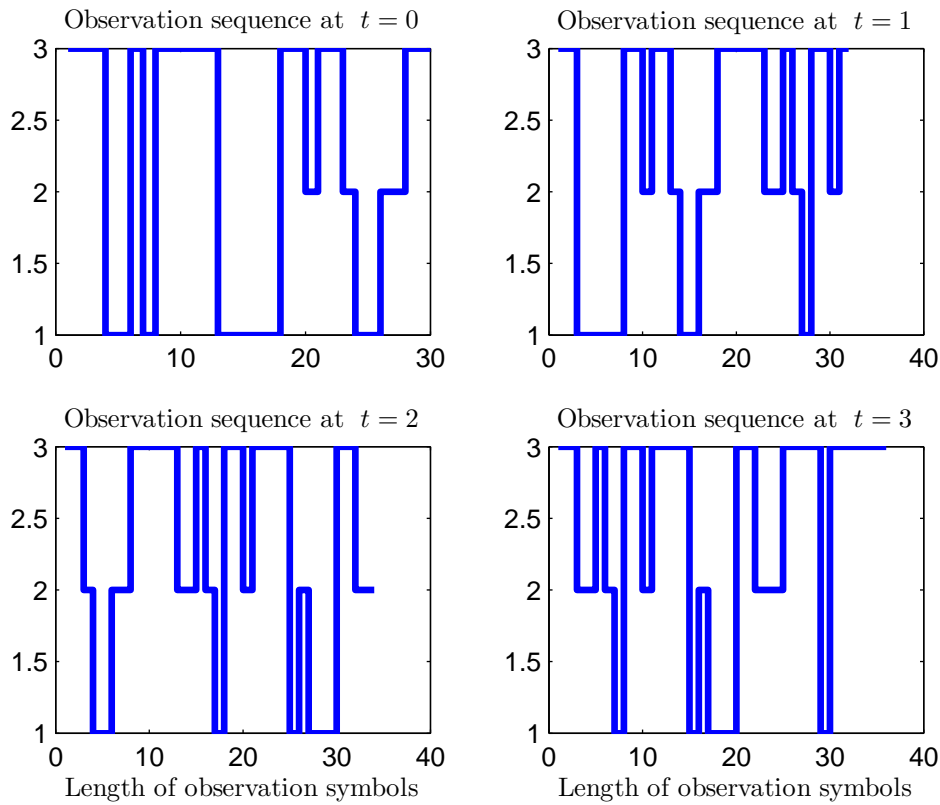 Observation sequence at t = 0
3
2.5
2
1.5
1
0 10 20 30
Observation sequence at t = 1
3
2.5
2
1.5
1
0 10 20 30 40
Observation sequence at t = 2
3
2.5
2
1.5
1
0 10 20 30 40
Length of observation symbols
Observation sequence at t = 3
3
2.5
2
1.5
1
0 10 20 30 40
Length of observation symbols